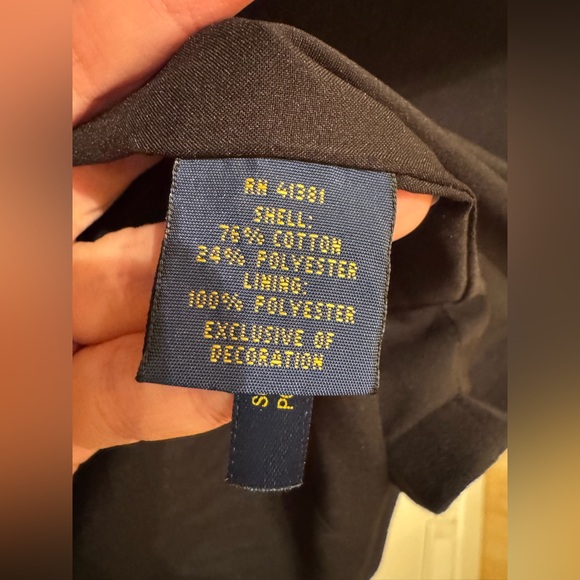 RN 41381
SHELL:
76% COTTON
24% POLYESTER
LINING:
100% POLYESTER
EXCLUSIVE OF
DECORATION